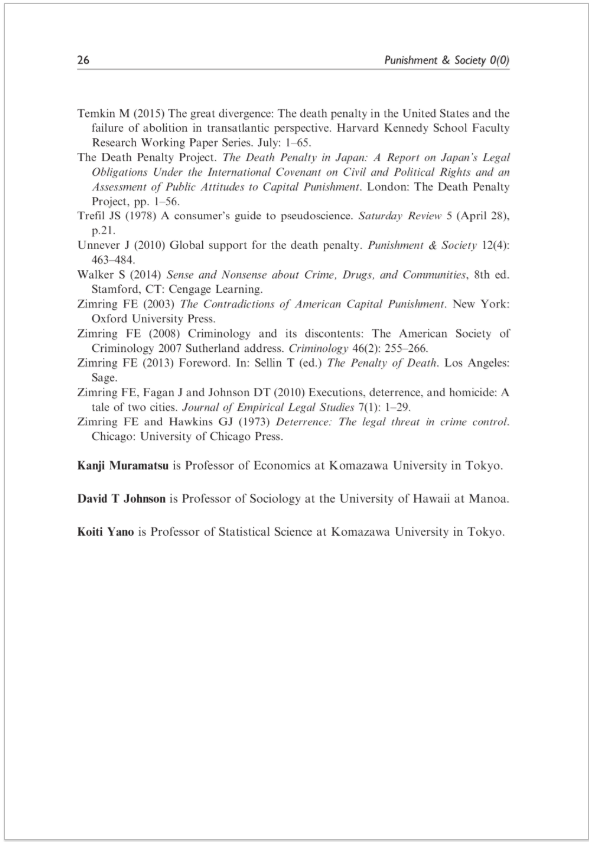 26
Punishment & Society 0(0)
Temkin M (2015) The great divergence: The death penalty in the United States and the
failure of abolition in transatlantic perspective. Harvard Kennedy School Faculty
Research Working Paper Series. July: 1–65.
The Death Penalty Project. The Death Penalty in Japan: A Report on Japan's Legal
Obligations Under the International Covenant on Civil and Political Rights and an
Assessment of Public Attitudes to Capital Punishment. London: The Death Penalty
Project, pp. 1–56.
Trefil JS (1978) A consumer's guide to pseudoscience. Saturday Review 5 (April 28),
p.21.
Unnever J (2010) Global support for the death penalty. Punishment & Society 12(4):
463–484.
Walker S (2014) Sense and Nonsense about Crime, Drugs, and Communities, 8th ed.
Stamford, CT: Cengage Learning.
Zimring FE (2003) The Contradictions of American Capital Punishment. New York:
Oxford University Press.
Zimring FE (2008) Criminology and its discontents: The American Society of
Criminology 2007 Sutherland address. Criminology 46(2): 255–266.
Zimring FE (2013) Foreword. In: Sellin T (ed.) The Penalty of Death. Los Angeles:
Sage.
Zimring FE, Fagan J and Johnson DT (2010) Executions, deterrence, and homicide: A
tale of two cities. Journal of Empirical Legal Studies 7(1): 1–29.
Zimring FE and Hawkins GJ (1973) Deterrence: The legal threat in crime control.
Chicago: University of Chicago Press.
Kanji Muramatsu is Professor of Economics at Komazawa University in Tokyo.
David T Johnson is Professor of Sociology at the University of Hawaii at Manoa.
Koiti Yano is Professor of Statistical Science at Komazawa University in Tokyo.